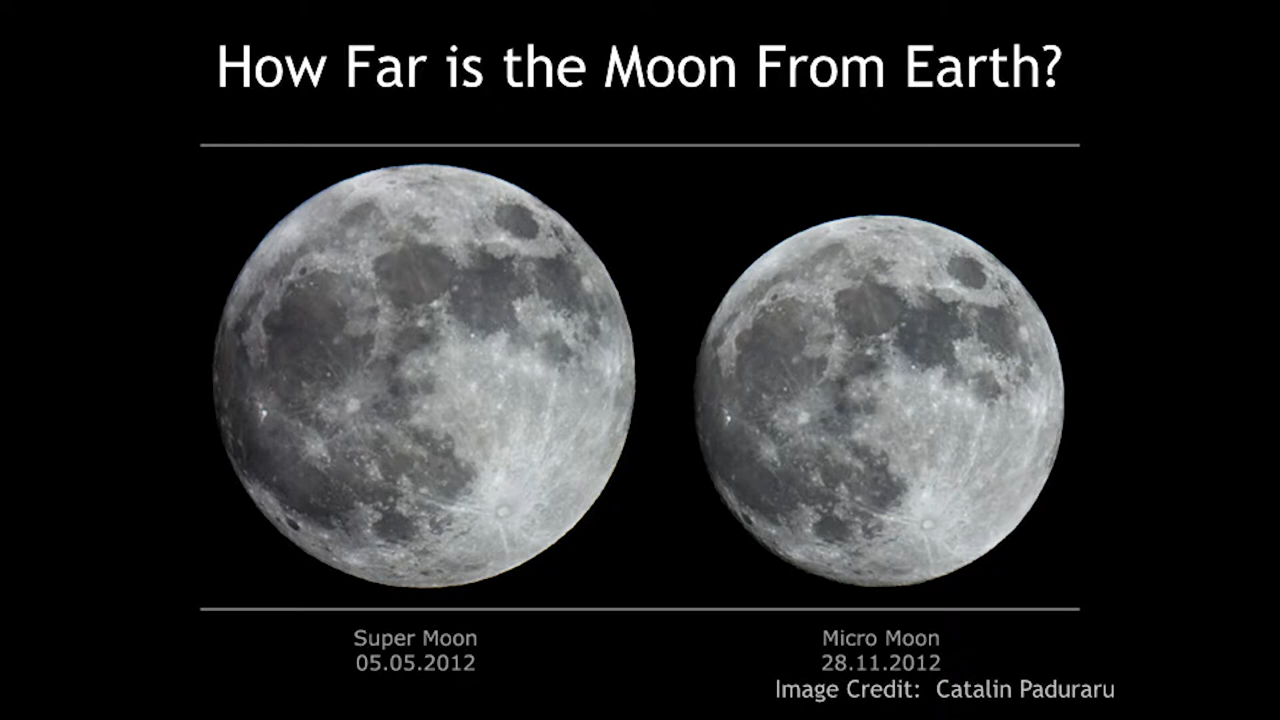 How Far is the Moon From Earth?
Super Moon
05.05.2012
Micro Moon
28.11.2012
Image Credit: Catalin Paduraru